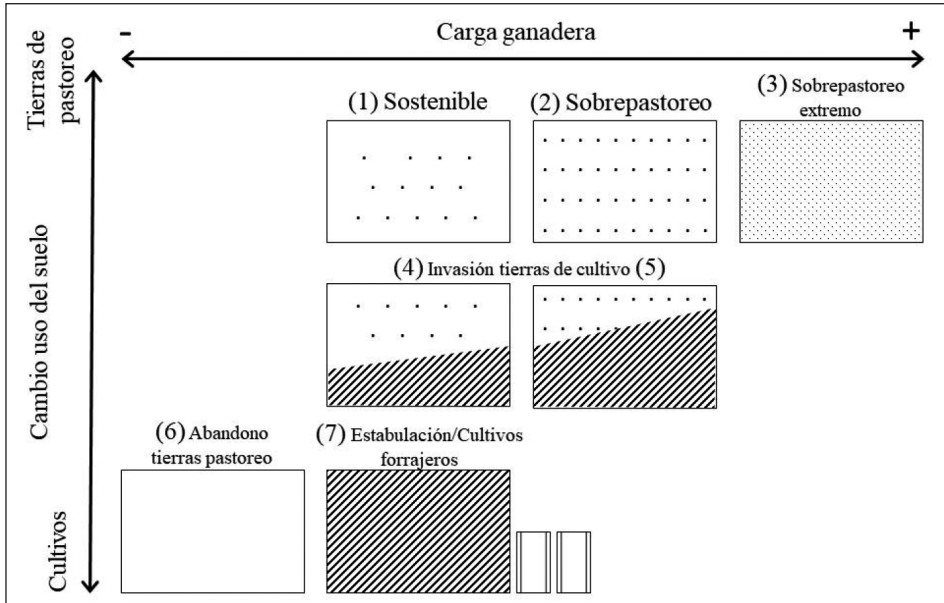 - Carga ganadera +
Tierras de
pastoreo
Cambio uso del suelo
Cultivos
(1) Sostenible
(2) Sobrepastoreo
(3) Sobrepastoreo
extremo
(4) Invasión tierras de cultivo (5)
(6) Abandono
tierras pastoreo
(7) Estabulación/Cultivos
forrajeros